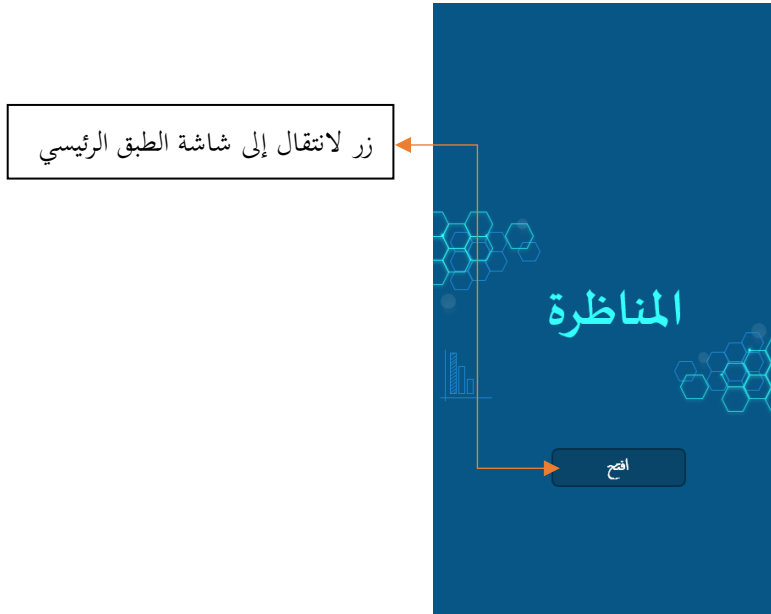 زر لانتقال إلى شاشة الطبق الرئيسي
المناظرة
افتح